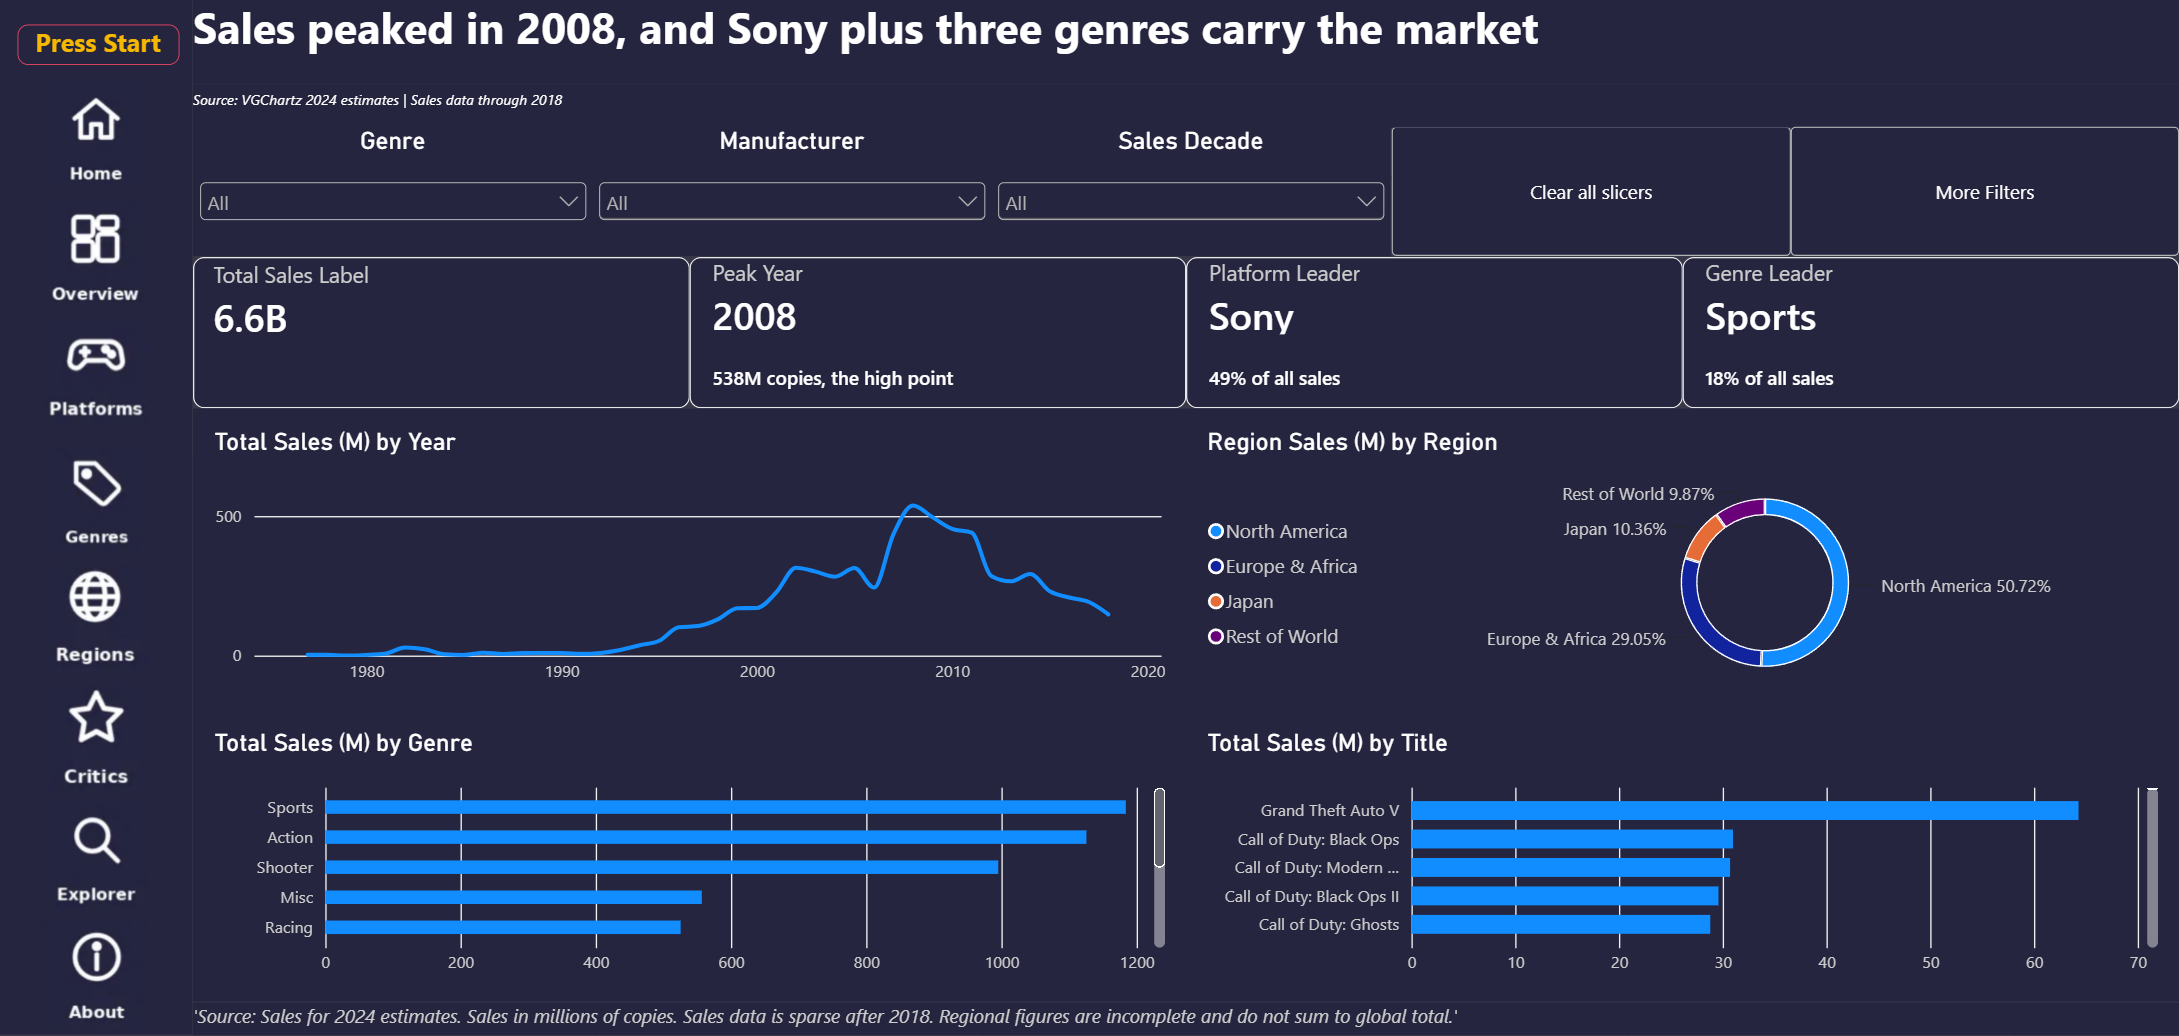 Press Start
Home
Overview
Platforms
Genres
Regions
Critics
Explorer
About
Sales peaked in 2008, and Sony plus three genres carry the market
Source: VGChartz 2024 estimates | Sales data through 2018
Genre
All
Manufacturer
All
Sales Decade
All
Clear all slicers
More Filters
Total Sales Label
6.6B
Peak Year
2008
538M copies, the high point
Platform Leader
Sony
49% of all sales
Genre Leader
Sports
18% of all sales
Total Sales (M) by Year
500
0
1980
1990
2000
2010
2020
Region Sales (M) by Region
North America
Europe & Africa
Japan
Rest of World
Rest of World 9.87%
Japan 10.36%
North America 50.72%
Europe & Africa 29.05%
Total Sales (M) by Genre
Sports
Action
Shooter
Misc
Racing
0
200
400
600
800
1000
1200
Total Sales (M) by Title
Grand Theft Auto V
Call of Duty: Black Ops
Call of Duty: Modern ...
Call of Duty: Black Ops II
Call of Duty: Ghosts
0
10
20
30
40
50
60
70
'Source: Sales for 2024 estimates. Sales in millions of copies. Sales data is sparse after 2018. Regional figures are incomplete and do not sum to global total.'